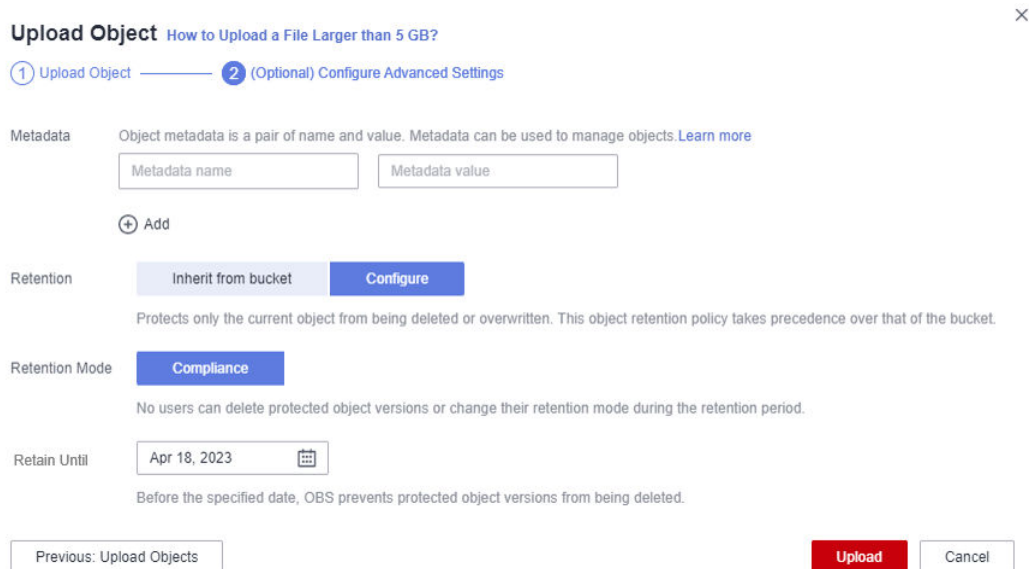 Upload Object How to Upload a File Larger than 5 GB?
1 Upload Object 2 (Optional) Configure Advanced Settings
Metadata Object metadata is a pair of name and value. Metadata can be used to manage objects.Learn more
Metadata name Metadata value
Add
Retention Inherit from bucket Configure
Protects only the current object from being deleted or overwritten. This object retention policy takes precedence over that of the bucket.
Retention Mode Compliance
No users can delete protected object versions or change their retention mode during the retention period.
Retain Until Apr 18, 2023
Before the specified date, OBS prevents protected object versions from being deleted.
Previous: Upload Objects Upload Cancel